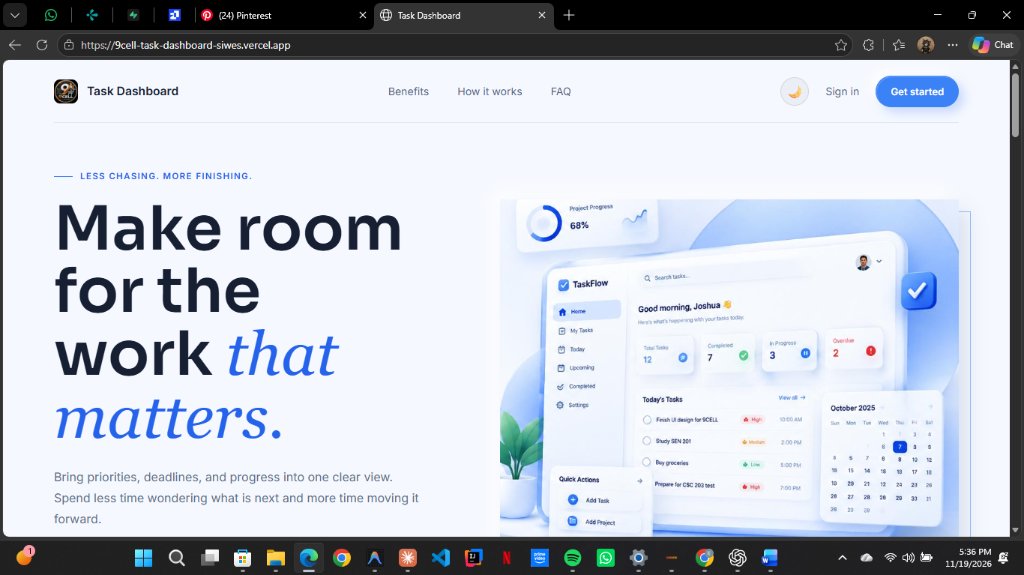 (24) Pinterest
Task Dashboard
https://9cell-task-dashboard-siwes.vercel.app
Chat
Task Dashboard
Benefits
How it works
FAQ
Sign in
Get started
LESS CHASING. MORE FINISHING.
Make room
for the
work that
matters.
Bring priorities, deadlines, and progress into one clear view.
Spend less time wondering what is next and more time moving it
forward.
Project Progress
68%
TaskFlow
Search tasks...
Home
My Tasks
Today
Upcoming
Completed
Settings
Good morning, Joshua
Here's what's happening with your tasks today.
Total Tasks
12
Completed
7
In Progress
3
Overdue
2
Today's Tasks
View all
Finish UI design for 9CELL
High
10:00 AM
Study SEN 201
Medium
2:00 PM
Buy groceries
Low
5:00 PM
Prepare for CSC 203 test
High
7:00 PM
Quick Actions
Add Task
Add Project
October 2025
Sun Mon Tue Wed Thu Fri Sat
5:36 PM
11/19/2026